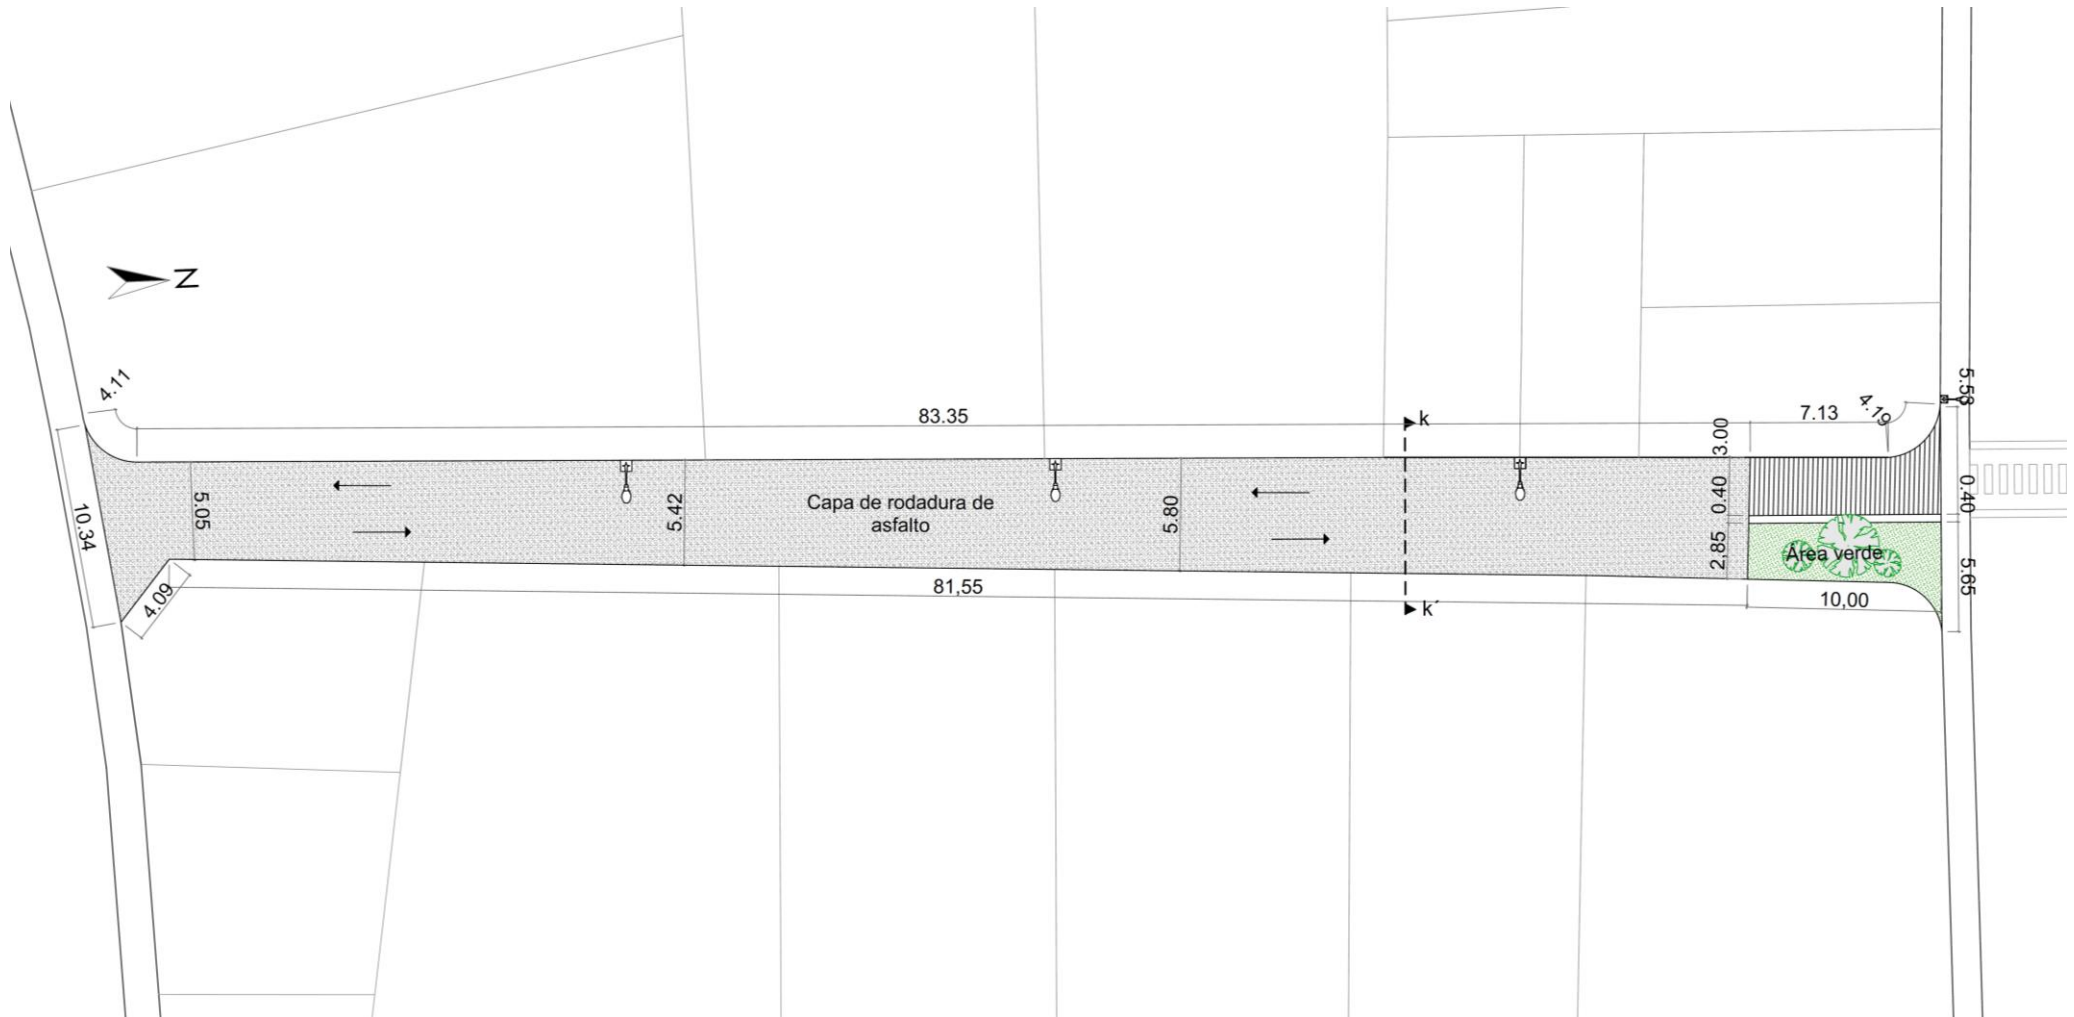 N
4.11
83.35
k
3.00
7.13
4.19
5.58
10.34
5.05
5.42
Capa de rodadura de
asfalto
5.80
0.40
0.40
2,85
Área verde
5.65
4.09
81,55
k´
10,00